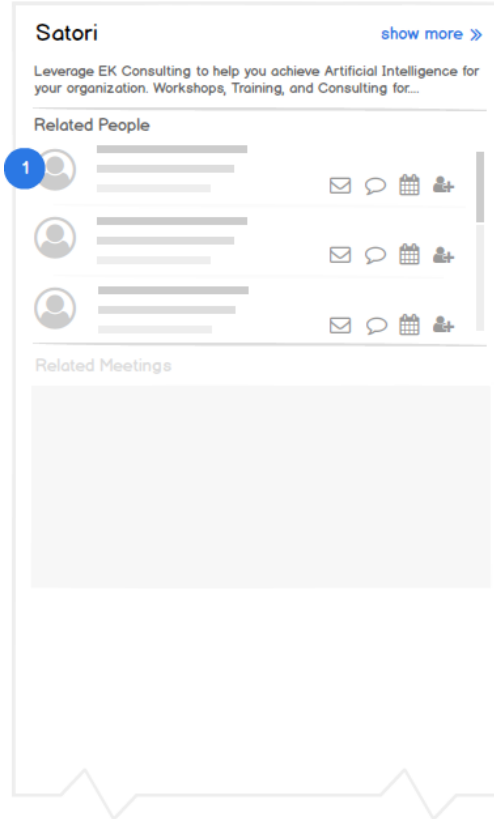 Satori
show more »
Leverage EK Consulting to help you achieve Artificial Intelligence for
your organization. Workshops, Training, and Consulting for....
Related People
1
Related Meetings